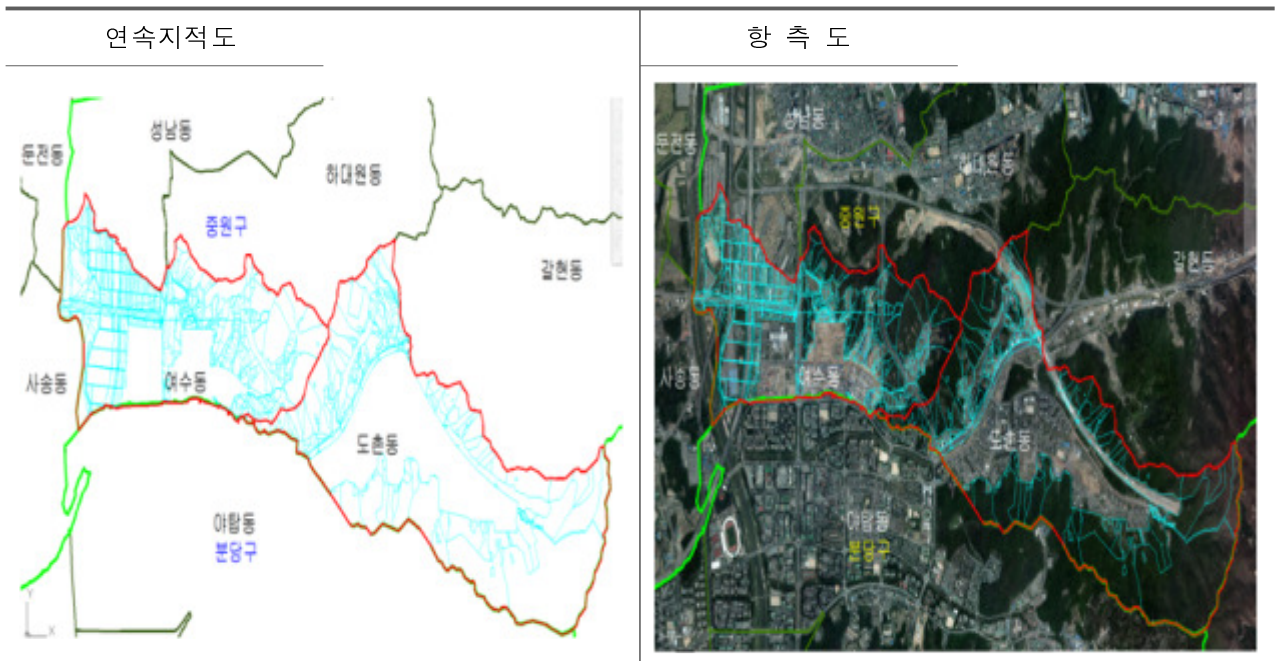 연속지적도
항 측 도
둔전동
성남동
하대원동
중원구
갈현동
사송동
여수동
도촌동
야탑동
분당구
Y
X
둔전동
성남동
하대원동
중원구
갈현동
사송
여수동
도촌동
야탑동
분당구